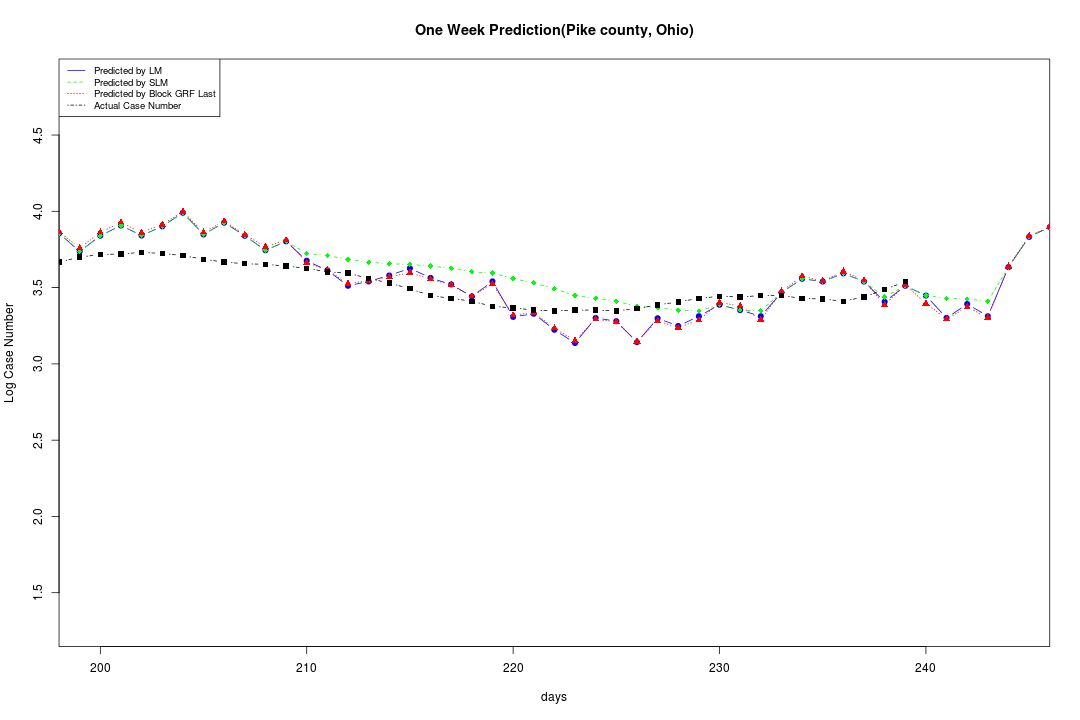 One Week Prediction(Pike county, Ohio)
Predicted by LM
Predicted by SLM
Predicted by Block GRF Last
Actual Case Number
Log Case Number
4.5
4.0
3.5
3.0
2.5
2.0
1.5
200 210 220 230 240
days